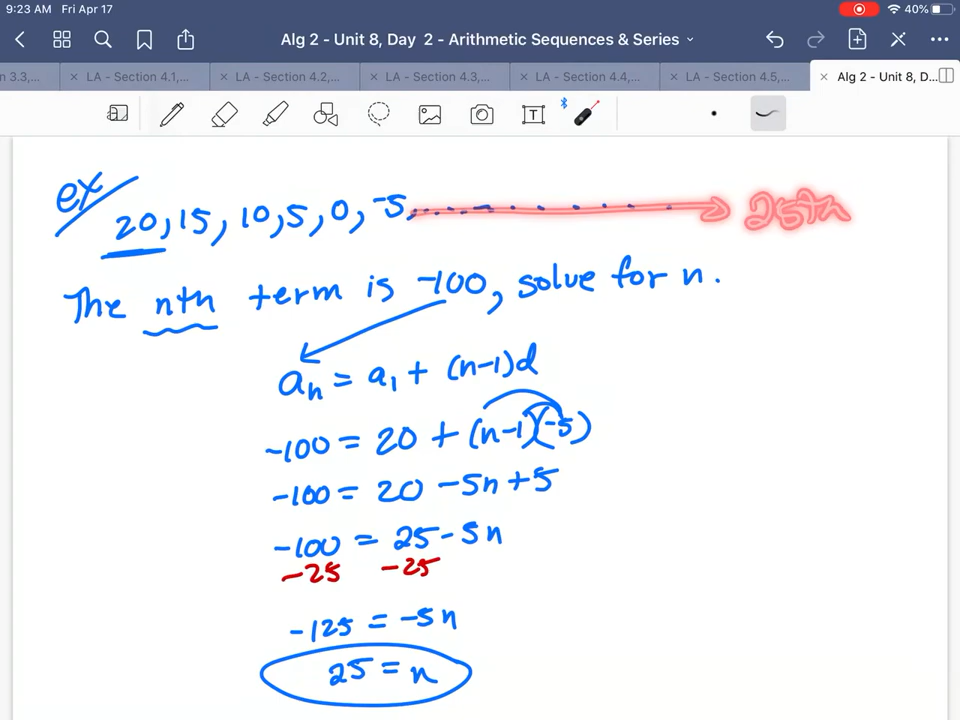 9:23 AM Fri Apr 17 40%
Alg 2 - Unit 8, Day 2 - Arithmetic Sequences & Series
n 3.3,... LA - Section 4.1,... LA - Section 4.2,... LA - Section 4.3,... LA - Section 4.4,... LA - Section 4.5,... Alg 2 - Unit 8, D...
T
ex
20, 15, 10, 5, 0, -5, 25th
The nth term is -100, solve for n.
aₙ = a₁ + (n-1)d
-100 = 20 + (n-1)(-5)
-100 = 20 -5n +5
-100 = 25 - 5n
-25 -25
-125 = -5n
25 = n